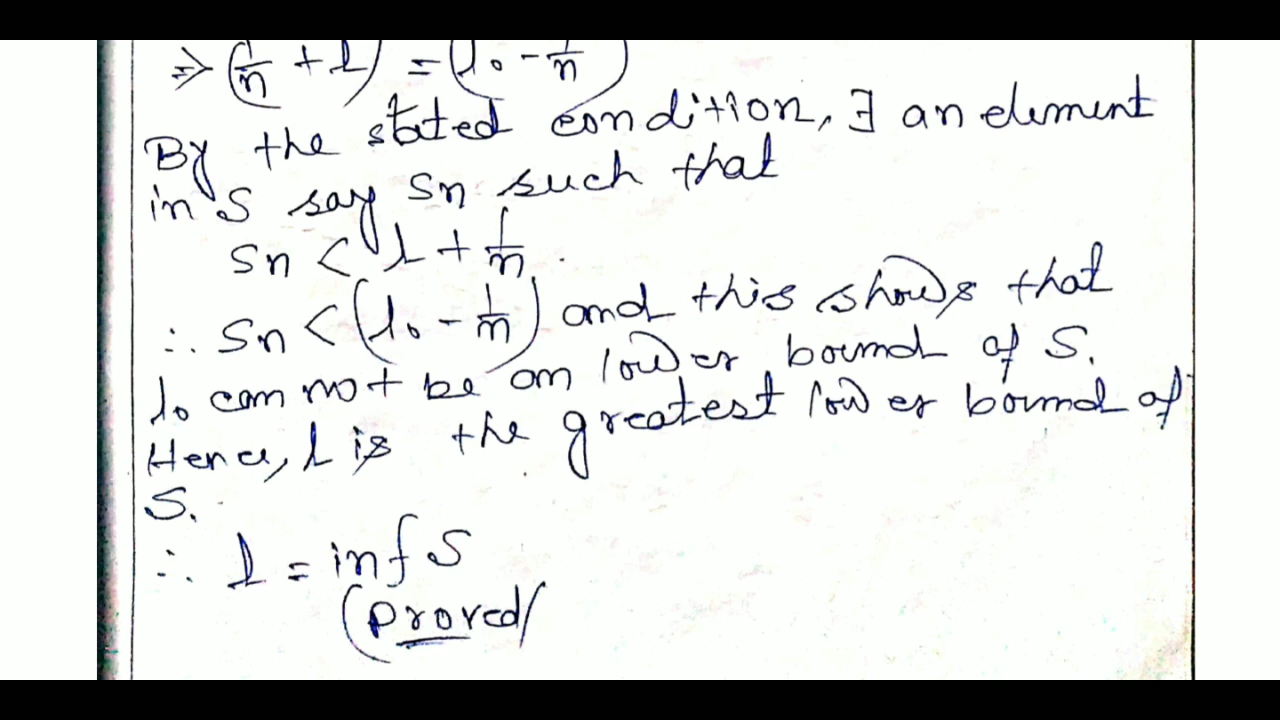 ⇒ (1/n + l) = (l₀ - 1/n)
By the stated condition, ∃ an element
in S say Sn such that
Sn < l + 1/n.
∴ Sn < (l₀ - 1/n) and this shows that
l₀ can not be an lower bound of S.
Hence, l is the greatest lower bound of
S.
∴ l = inf S
(Proved)